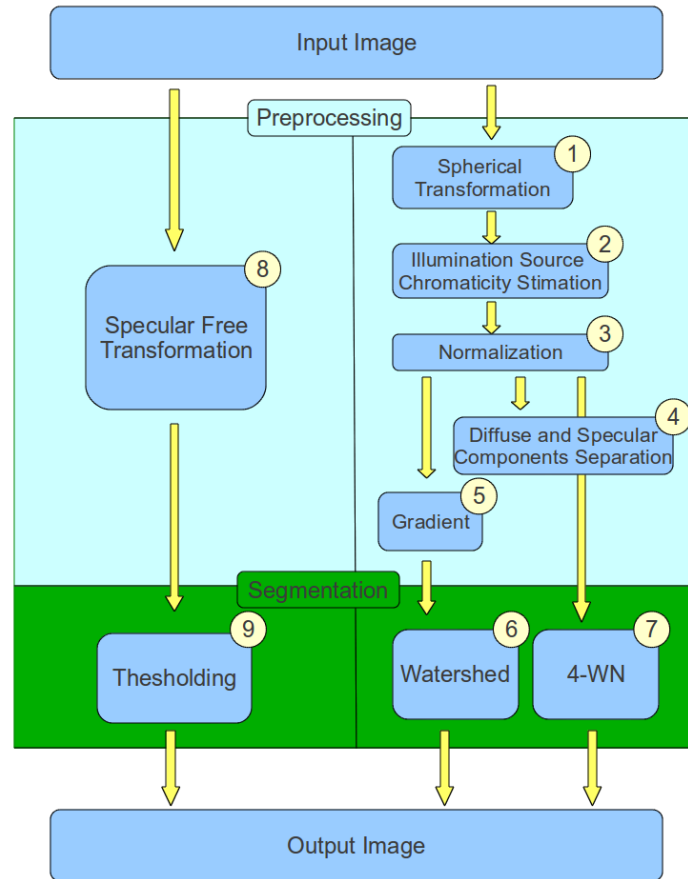 Input Image
Preprocessing
1
Spherical
Transformation
2
Illumination Source
Chromaticity Stimation
8
Specular Free
Transformation
3
Normalization
4
Diffuse and Specular
Components Separation
5
Gradient
Segmentation
9
Thesholding
6
Watershed
7
4-WN
Output Image